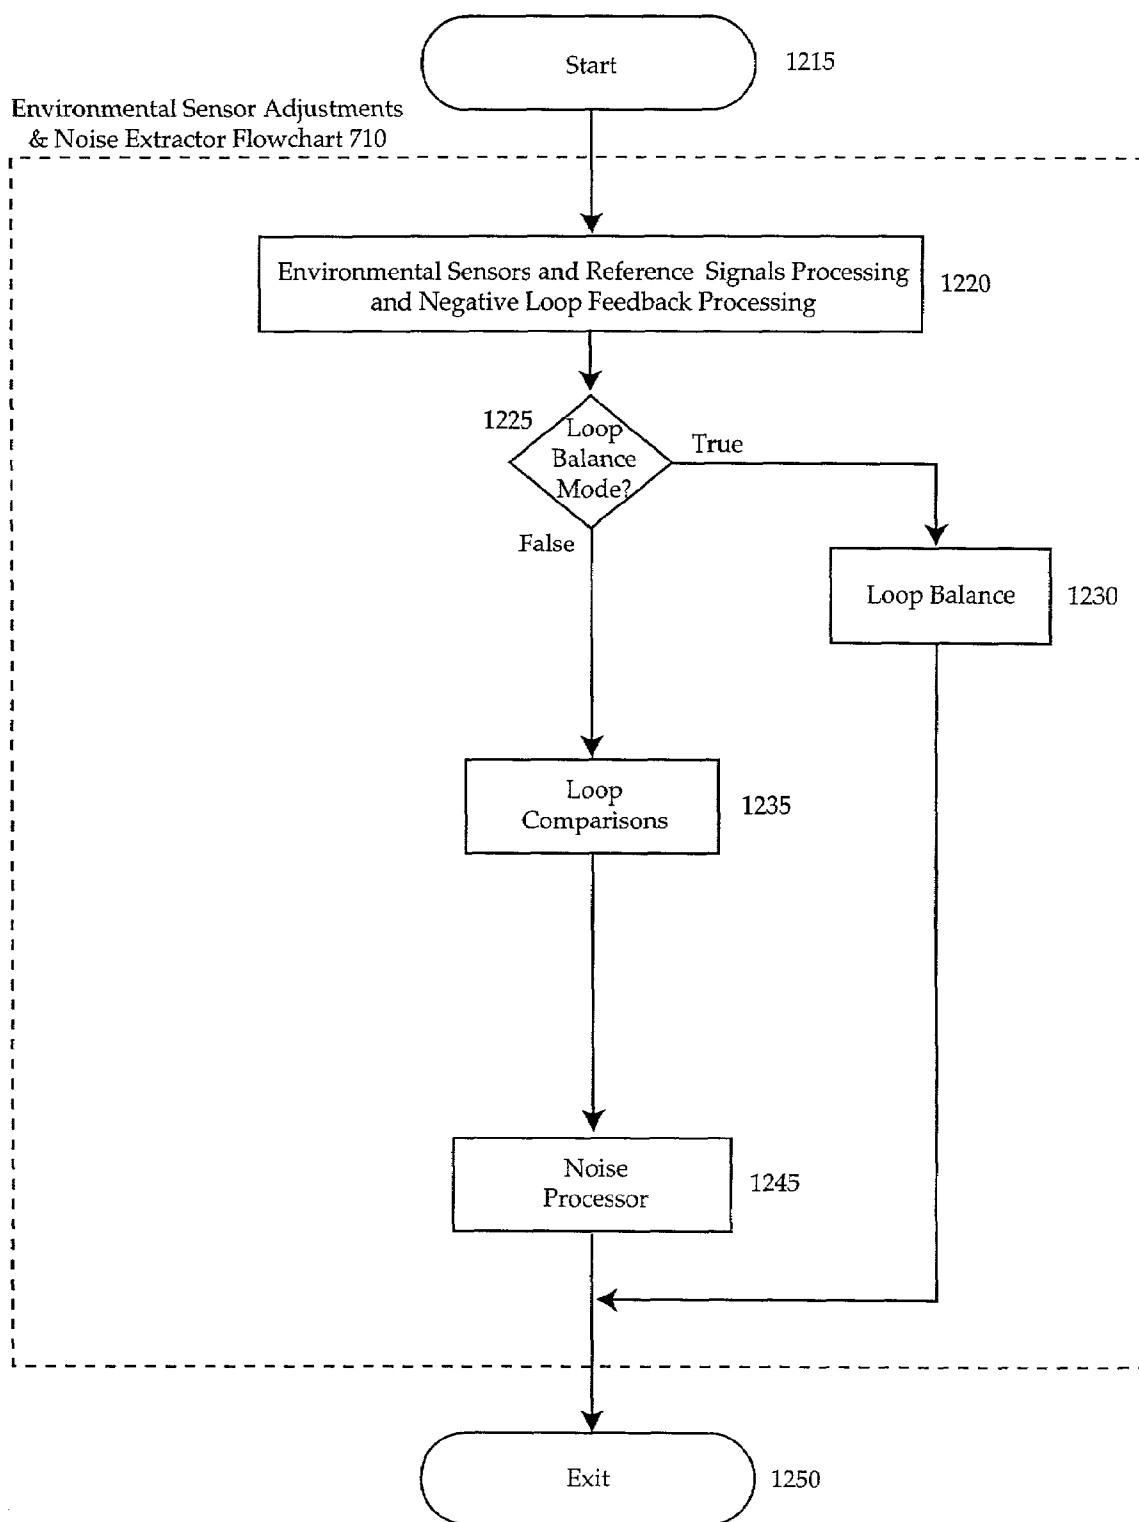 Start
1215
Environmental Sensor Adjustments
& Noise Extractor Flowchart 710
Environmental Sensors and Reference Signals Processing
and Negative Loop Feedback Processing
1220
1225
Loop
Balance
Mode?
True
False
Loop Balance
1230
Loop
Comparisons
1235
Noise
Processor
1245
Exit
1250